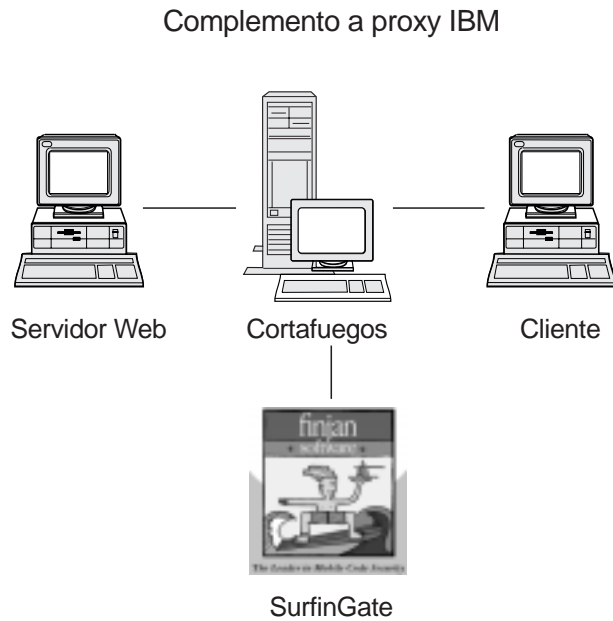 Complemento a proxy IBM
Servidor Web
Cortafuegos
Cliente
finjan
software
The Leader in Mobile Code Security
SurfinGate